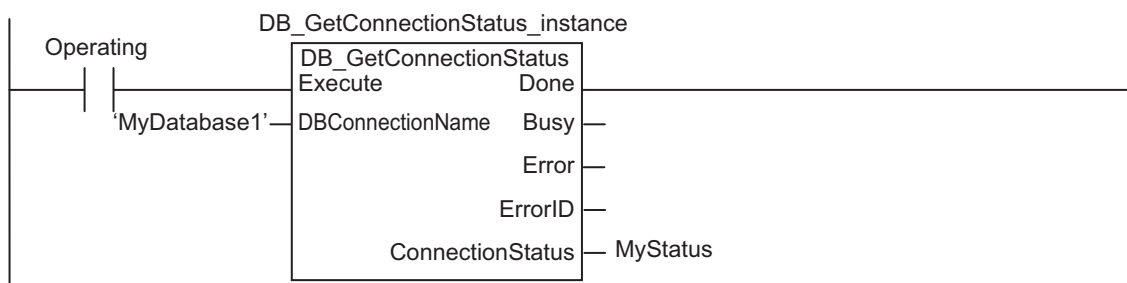 DB_GetConnectionStatus_instance
Operating
DB_GetConnectionStatus
Execute Done
‘MyDatabase1’ DBConnectionName Busy
Error
ErrorID
ConnectionStatus MyStatus